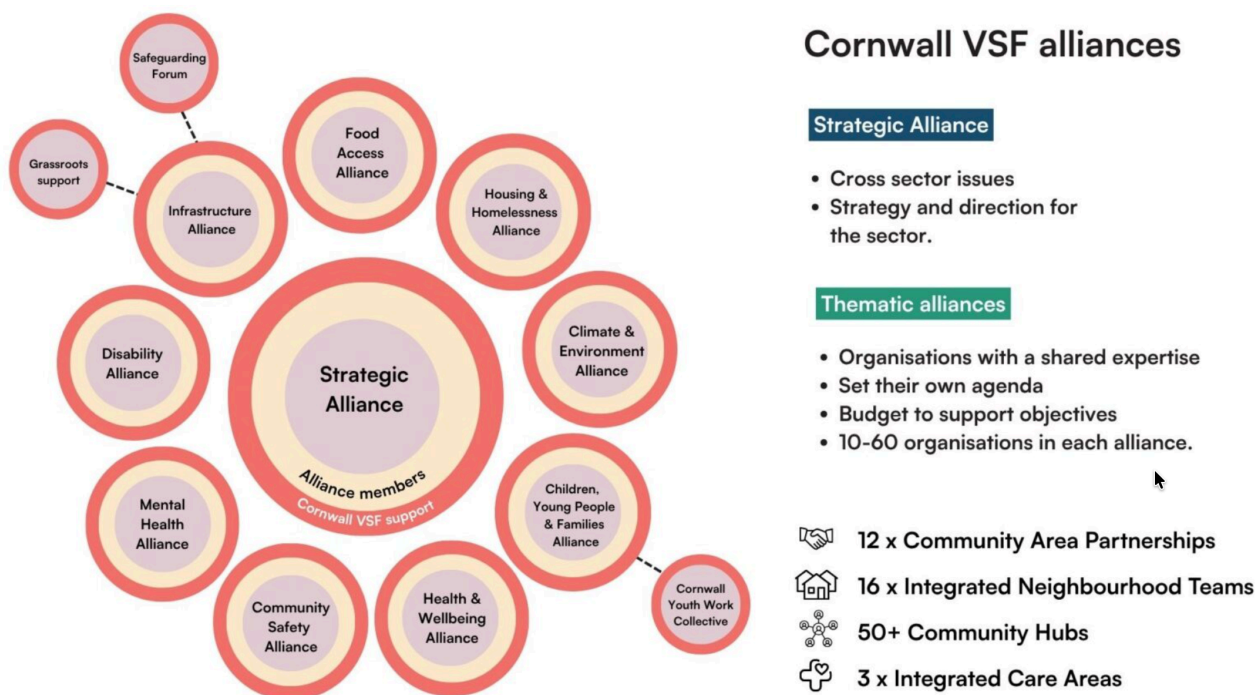 Safeguarding
Forum
Grassroots
support
Infrastructure
Alliance
Food
Access
Alliance
Housing &
Homelessness
Alliance
Climate &
Environment
Alliance
Children,
Young People
& Families
Alliance
Cornwall
Youth Work
Collective
Health &
Wellbeing
Alliance
Community
Safety
Alliance
Mental
Health
Alliance
Disability
Alliance
Strategic
Alliance
Alliance members
Cornwall VSF support
Cornwall VSF alliances
Strategic Alliance
• Cross sector issues
• Strategy and direction for
the sector.
Thematic alliances
• Organisations with a shared expertise
• Set their own agenda
• Budget to support objectives
• 10-60 organisations in each alliance.
12 x Community Area Partnerships
16 x Integrated Neighbourhood Teams
50+ Community Hubs
3 x Integrated Care Areas